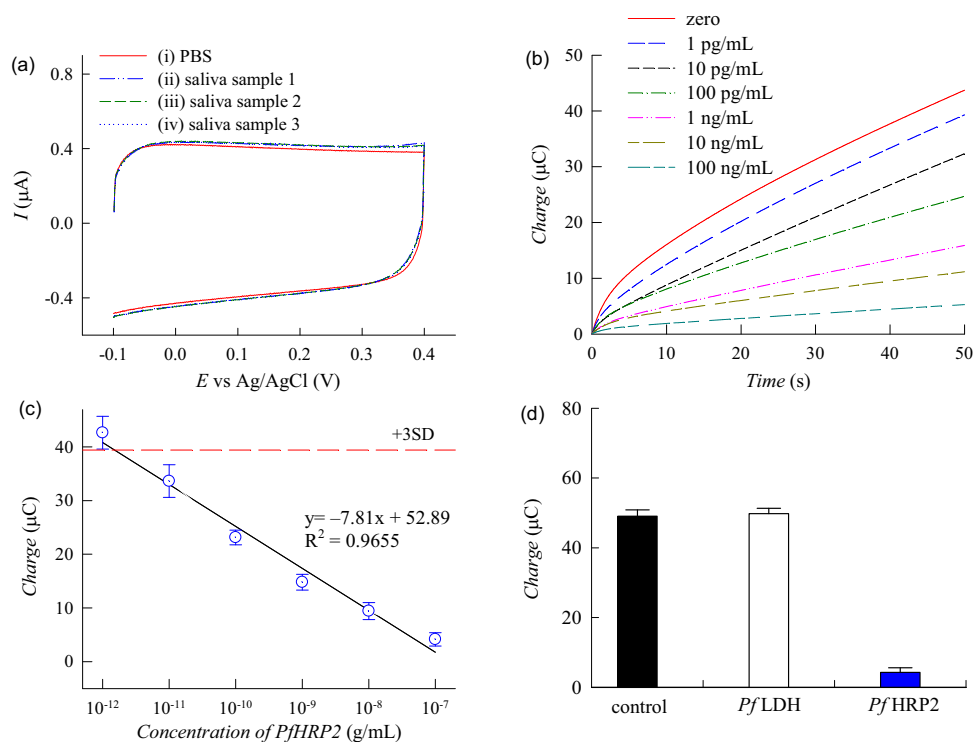 (a)
(i) PBS
(ii) saliva sample 1
(iii) saliva sample 2
(iv) saliva sample 3
I (µA)
0.8
0.4
0.0
-0.4
-0.1 0.0 0.1 0.2 0.3 0.4
E vs Ag/AgCl (V)
(b)
zero
1 pg/mL
10 pg/mL
100 pg/mL
1 ng/mL
10 ng/mL
100 ng/mL
Charge (µC)
50
40
30
20
10
0
0 10 20 30 40 50
Time (s)
(c)
+3SD
y= –7.81x + 52.89
R² = 0.9655
Charge (µC)
40
30
20
10
0
10⁻¹² 10⁻¹¹ 10⁻¹⁰ 10⁻⁹ 10⁻⁸ 10⁻⁷
Concentration of PfHRP2 (g/mL)
(d)
Charge (µC)
80
60
40
20
0
control Pf LDH Pf HRP2